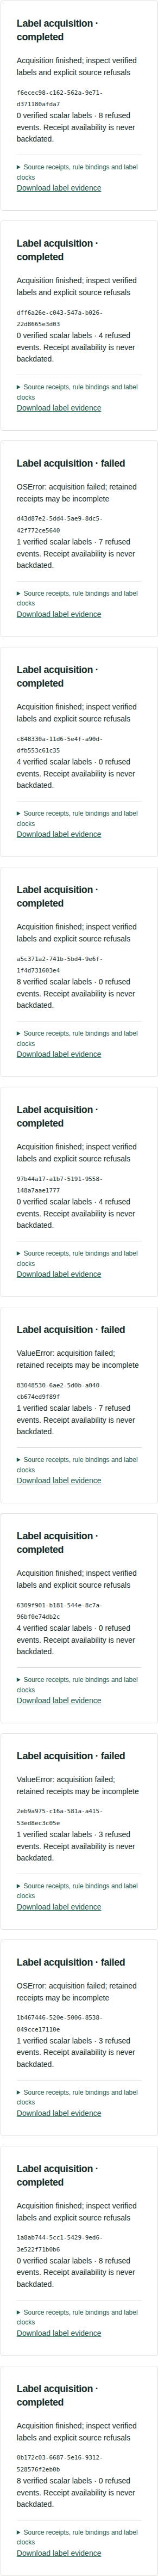 Label acquisition ·
completed
Acquisition finished; inspect verified
labels and explicit source refusals
f6ecec98-c162-562a-9e71-
d371180afda7
0 verified scalar labels · 8 refused
events. Receipt availability is never
backdated.
▶ Source receipts, rule bindings and label
clocks
Download label evidence
Label acquisition ·
completed
Acquisition finished; inspect verified
labels and explicit source refusals
dff6a26e-c043-547a-b026-
22d8665e3d03
0 verified scalar labels · 4 refused
events. Receipt availability is never
backdated.
▶ Source receipts, rule bindings and label
clocks
Download label evidence
Label acquisition · failed
OSError: acquisition failed; retained
receipts may be incomplete
d43d87e2-5dd4-5ae9-8dc5-
42f772ce5640
1 verified scalar labels · 7 refused
events. Receipt availability is never
backdated.
▶ Source receipts, rule bindings and label
clocks
Download label evidence
Label acquisition ·
completed
Acquisition finished; inspect verified
labels and explicit source refusals
c848330a-11d6-5e4f-a90d-
dfb553c61c35
4 verified scalar labels · 0 refused
events. Receipt availability is never
backdated.
▶ Source receipts, rule bindings and label
clocks
Download label evidence
Label acquisition ·
completed
Acquisition finished; inspect verified
labels and explicit source refusals
a5c371a2-741b-5bd4-9e6f-
1f4d731603e4
8 verified scalar labels · 0 refused
events. Receipt availability is never
backdated.
▶ Source receipts, rule bindings and label
clocks
Download label evidence
Label acquisition ·
completed
Acquisition finished; inspect verified
labels and explicit source refusals
97b44a17-a1b7-5191-9558-
148a7aae1777
0 verified scalar labels · 4 refused
events. Receipt availability is never
backdated.
▶ Source receipts, rule bindings and label
clocks
Download label evidence
Label acquisition · failed
ValueError: acquisition failed;
retained receipts may be incomplete
83048530-6ae2-5d0b-a040-
cb674ed9f89f
1 verified scalar labels · 7 refused
events. Receipt availability is never
backdated.
▶ Source receipts, rule bindings and label
clocks
Download label evidence
Label acquisition ·
completed
Acquisition finished; inspect verified
labels and explicit source refusals
6309f901-b181-544e-8c7a-
96bf0e74db2c
4 verified scalar labels · 0 refused
events. Receipt availability is never
backdated.
▶ Source receipts, rule bindings and label
clocks
Download label evidence
Label acquisition · failed
ValueError: acquisition failed;
retained receipts may be incomplete
2eb9a975-c16a-581a-a415-
53ed8ec3c05e
1 verified scalar labels · 3 refused
events. Receipt availability is never
backdated.
▶ Source receipts, rule bindings and label
clocks
Download label evidence
Label acquisition · failed
OSError: acquisition failed; retained
receipts may be incomplete
1b467446-520e-5006-8538-
049cce17110e
1 verified scalar labels · 3 refused
events. Receipt availability is never
backdated.
▶ Source receipts, rule bindings and label
clocks
Download label evidence
Label acquisition ·
completed
Acquisition finished; inspect verified
labels and explicit source refusals
1a8ab744-5cc1-5429-9ed6-
3e522f71b0b6
0 verified scalar labels · 8 refused
events. Receipt availability is never
backdated.
▶ Source receipts, rule bindings and label
clocks
Download label evidence
Label acquisition ·
completed
Acquisition finished; inspect verified
labels and explicit source refusals
0b172c03-6687-5e16-9312-
528576f2eb0b
8 verified scalar labels · 0 refused
events. Receipt availability is never
backdated.
▶ Source receipts, rule bindings and label
clocks
Download label evidence